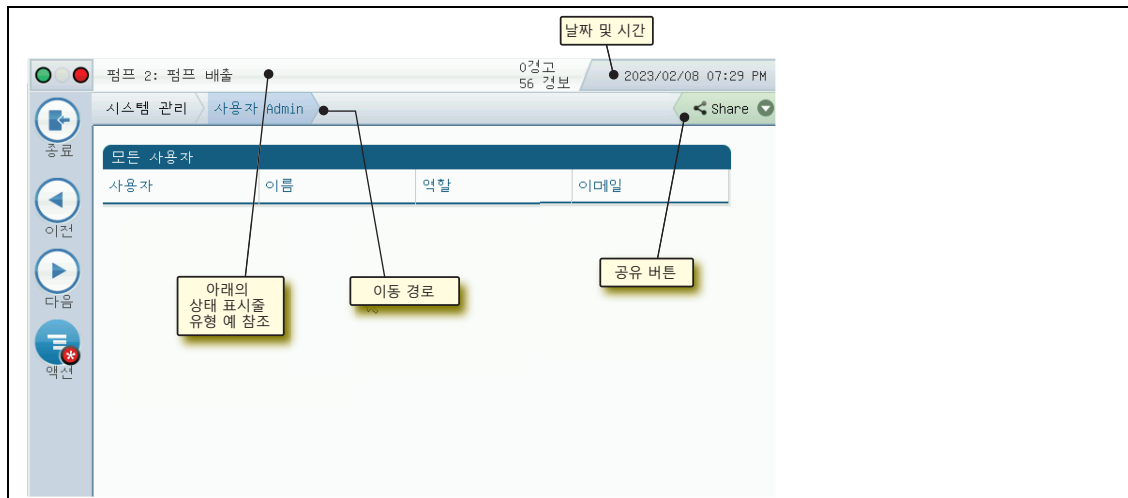 날짜 및 시간
펌프 2: 펌프 배출
0경고
56 경보
2023/02/08 07:29 PM
시스템 관리
사용자 Admin
Share
종료
모든 사용자
사용자 이름 역할 이메일
이전
다음
액션
아래의
상태 표시줄
유형 예 참조
이동 경로
공유 버튼